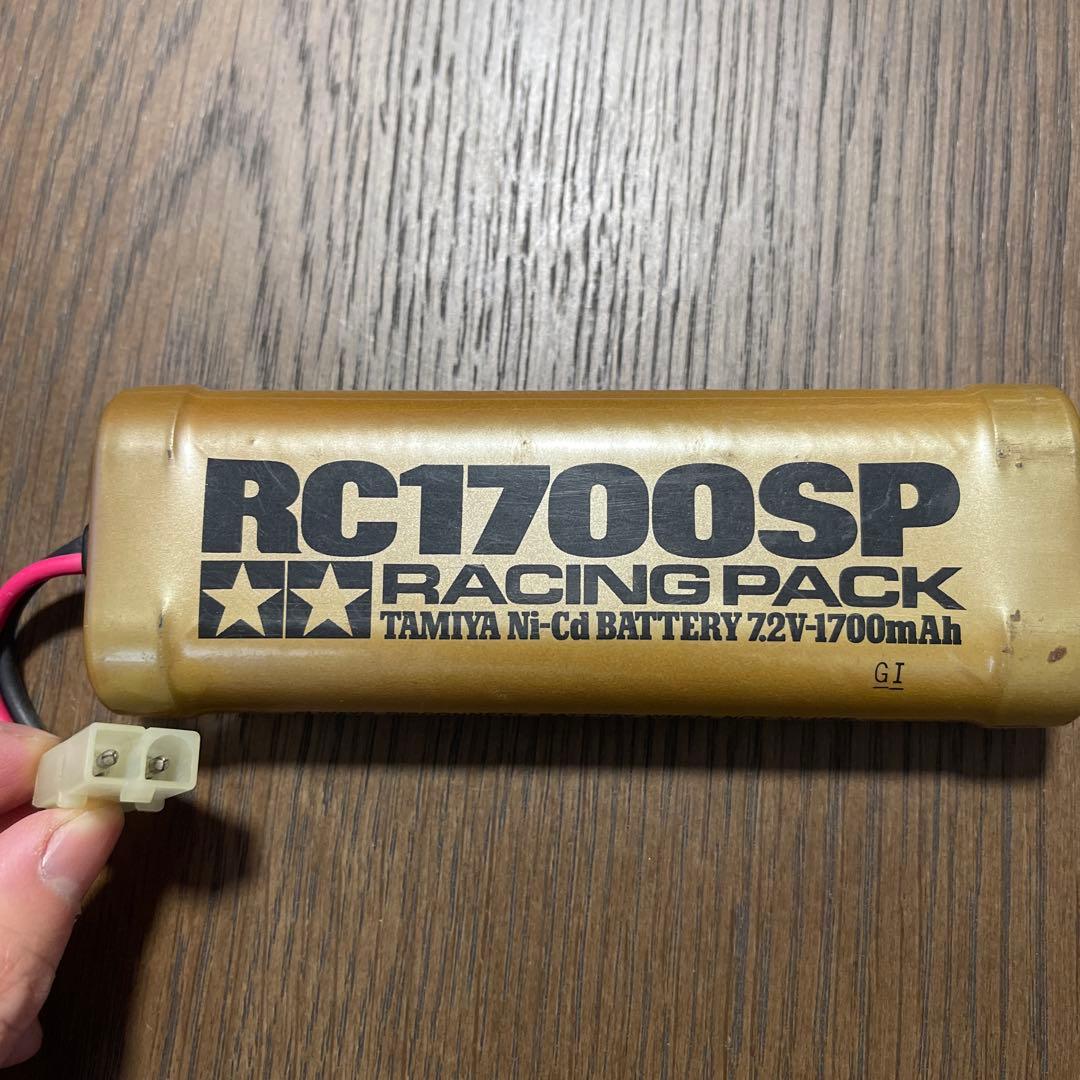 RC1700SP
RACING PACK
TAMIYA Ni-Cd BATTERY 7.2V-1700mAh
GI